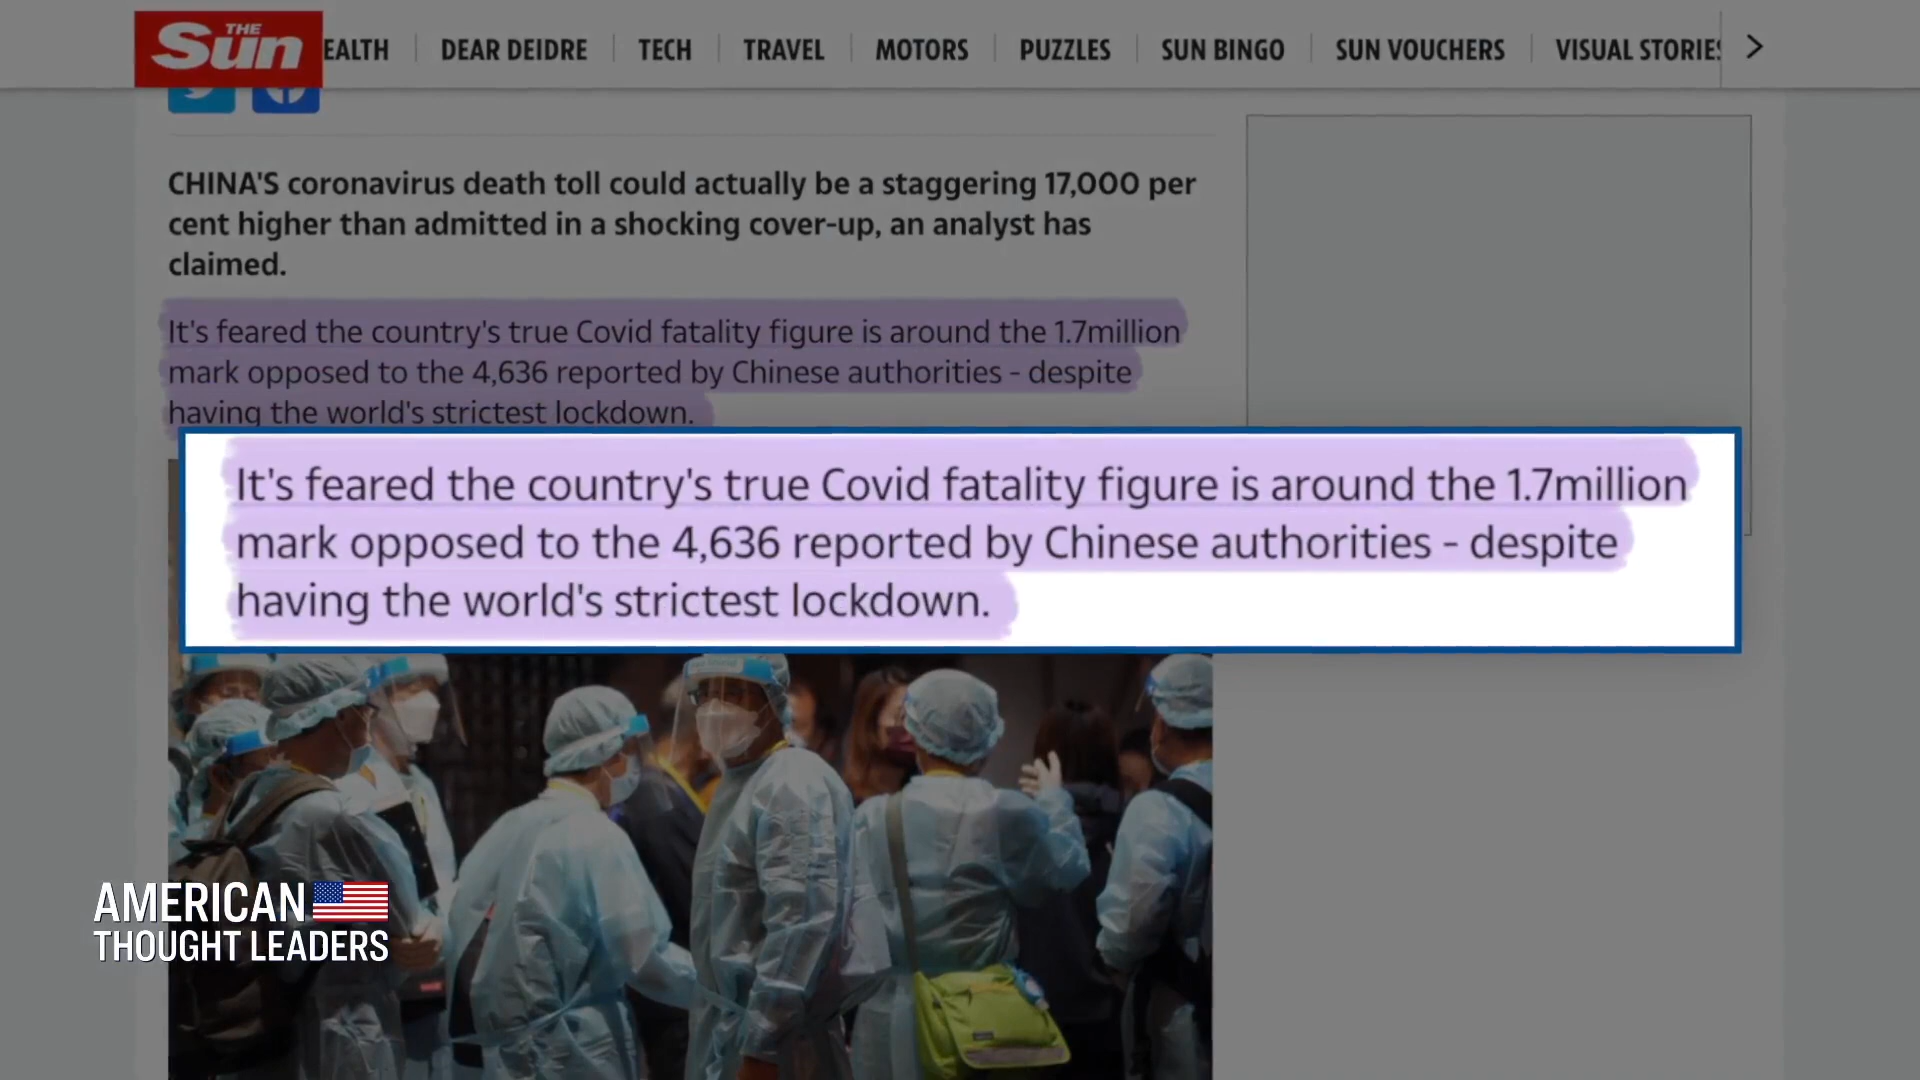 THE
Sun
EALTH
DEAR DEIDRE
TECH
TRAVEL
MOTORS
PUZZLES
SUN BINGO
SUN VOUCHERS
VISUAL STORIES
CHINA'S coronavirus death toll could actually be a staggering 17,000 per
cent higher than admitted in a shocking cover-up, an analyst has
claimed.
It's feared the country's true Covid fatality figure is around the 1.7million
mark opposed to the 4,636 reported by Chinese authorities - despite
having the world's strictest lockdown.
It's feared the country's true Covid fatality figure is around the 1.7million
mark opposed to the 4,636 reported by Chinese authorities - despite
having the world's strictest lockdown.
AMERICAN
THOUGHT LEADERS